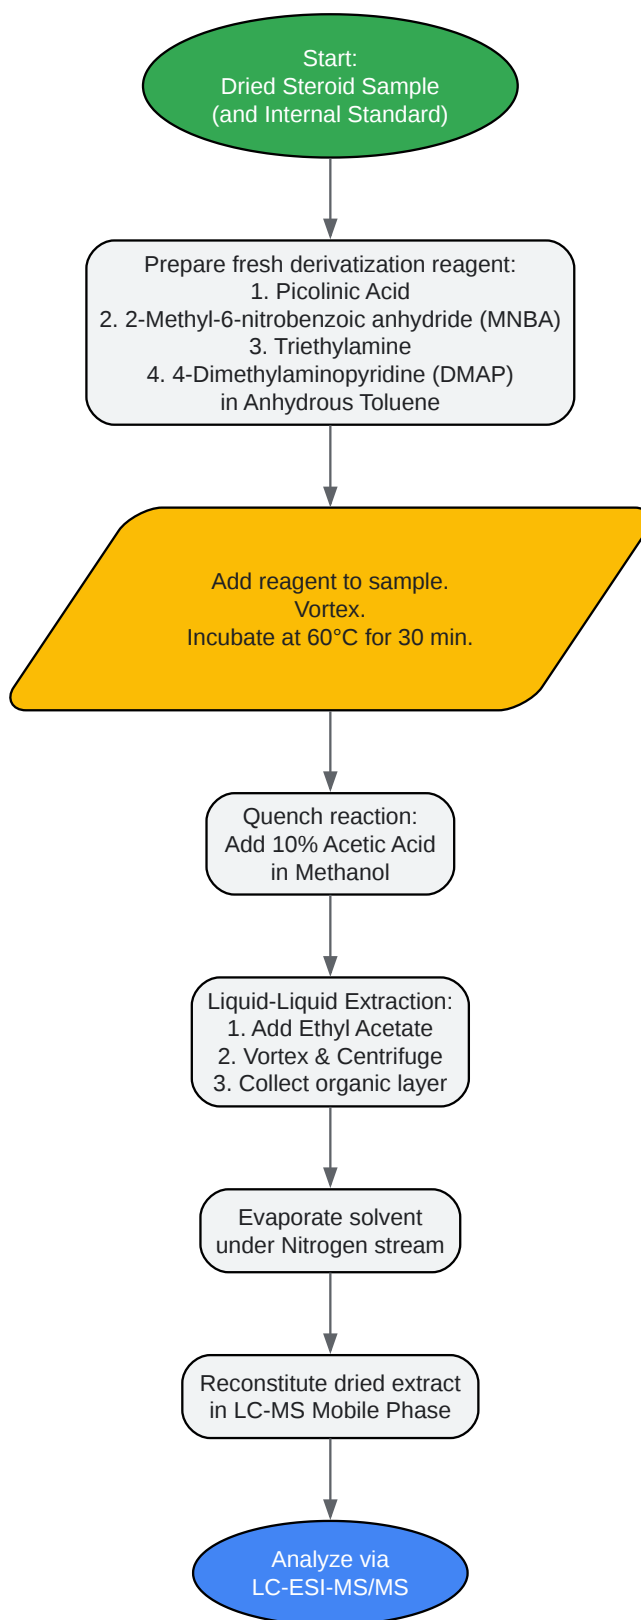 Start:
Dried Steroid Sample
(and Internal Standard)
Prepare fresh derivatization reagent:
1. Picolinic Acid
2. 2-Methyl-6-nitrobenzoic anhydride (MNBA)
3. Triethylamine
4. 4-Dimethylaminopyridine (DMAP)
in Anhydrous Toluene
Add reagent to sample.
Vortex.
Incubate at 60°C for 30 min.
Quench reaction:
Add 10% Acetic Acid
in Methanol
Liquid-Liquid Extraction:
1. Add Ethyl Acetate
2. Vortex & Centrifuge
3. Collect organic layer
Evaporate solvent
under Nitrogen stream
Reconstitute dried extract
in LC-MS Mobile Phase
Analyze via
LC-ESI-MS/MS